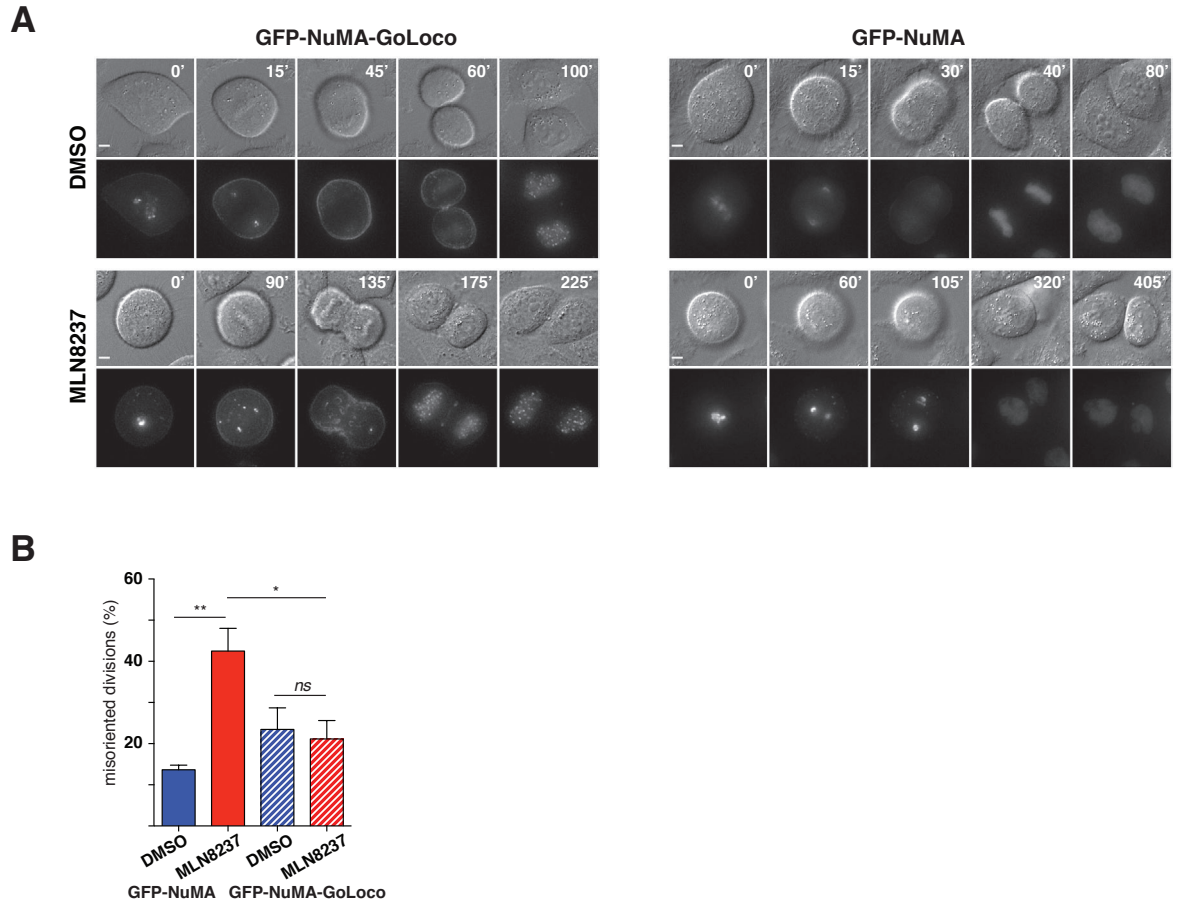 A
GFP-NuMA-GoLoco
GFP-NuMA
DMSO
0’ 15’ 45’ 60’ 100’
0’ 15’ 30’ 40’ 80’
MLN8237
0’ 90’ 135’ 175’ 225’
0’ 60’ 105’ 320’ 405’
B
misoriented divisions (%)
60
40
20
**
*
ns
DMSO MLN8237 DMSO MLN8237
GFP-NuMA GFP-NuMA-GoLoco